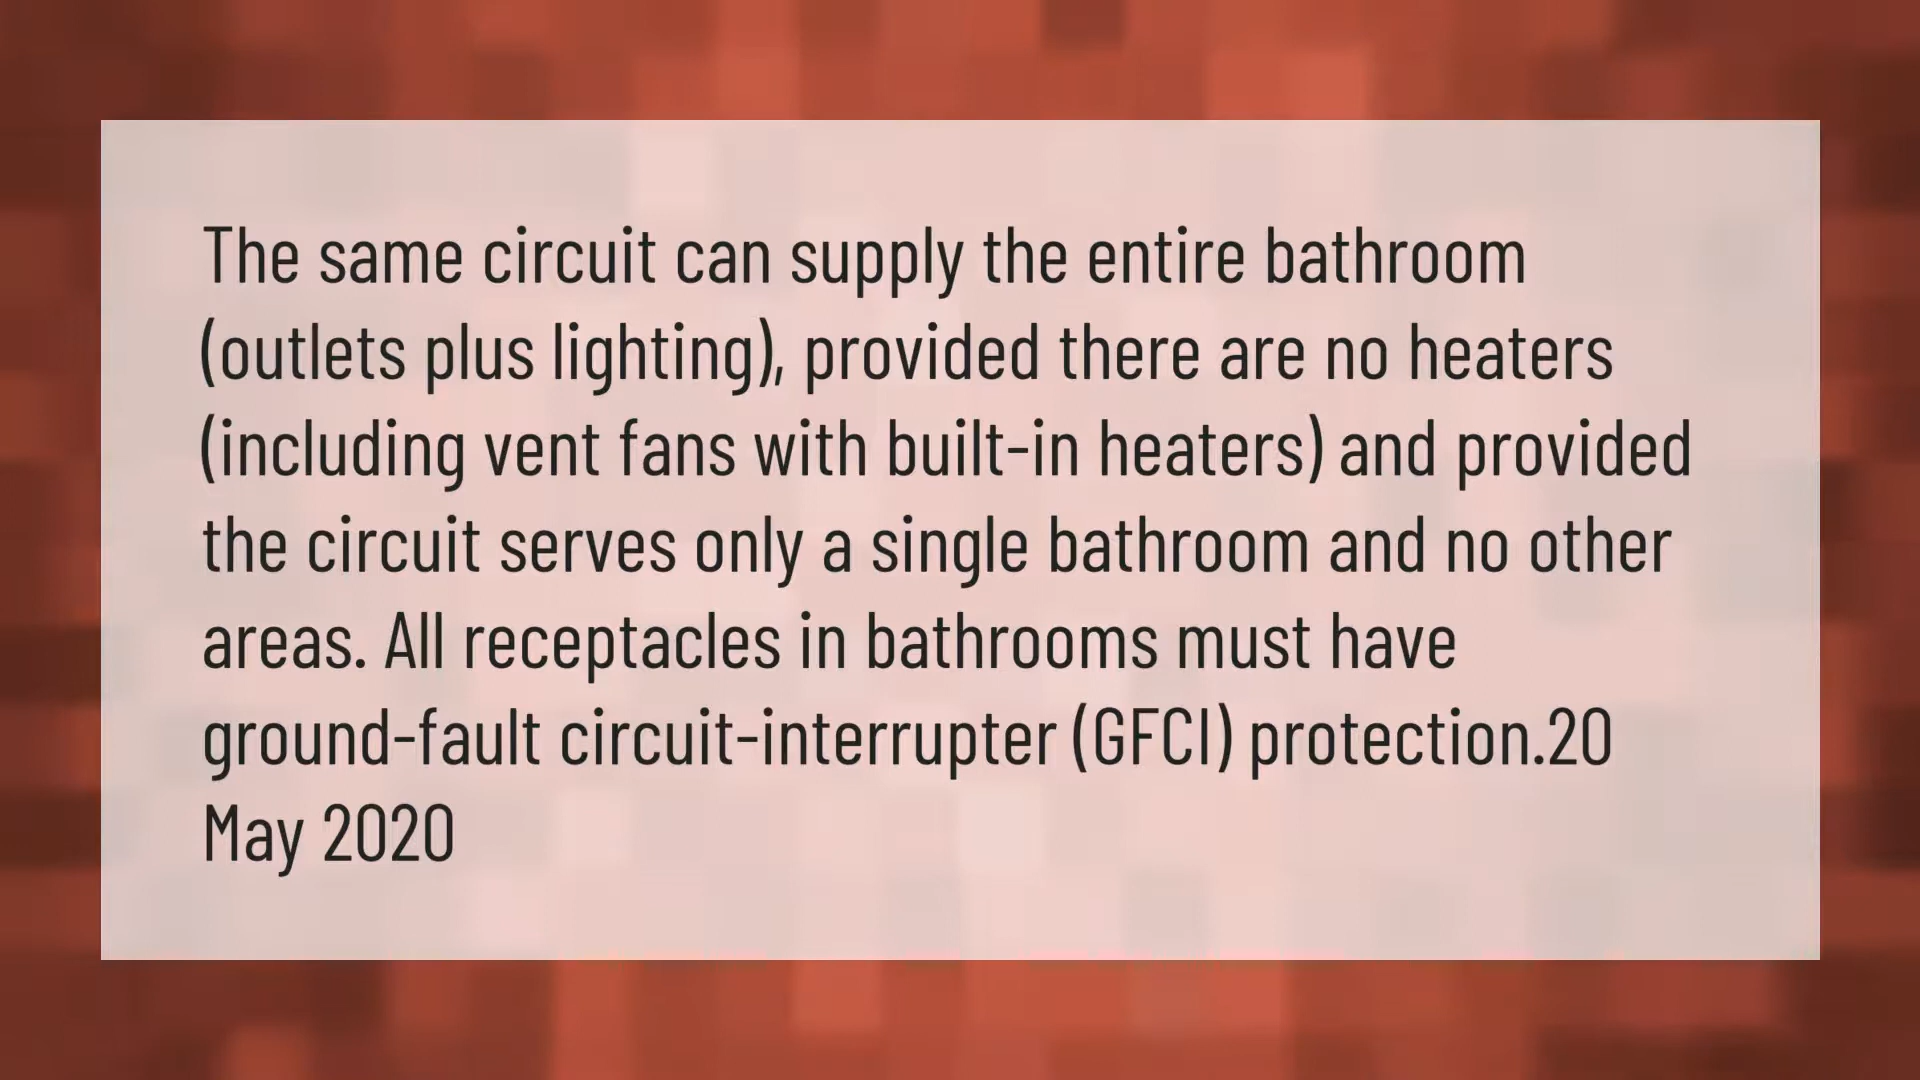 The same circuit can supply the entire bathroom
(outlets plus lighting), provided there are no heaters
(including vent fans with built-in heaters) and provided
the circuit serves only a single bathroom and no other
areas. All receptacles in bathrooms must have
ground-fault circuit-interrupter (GFCI) protection.20
May 2020